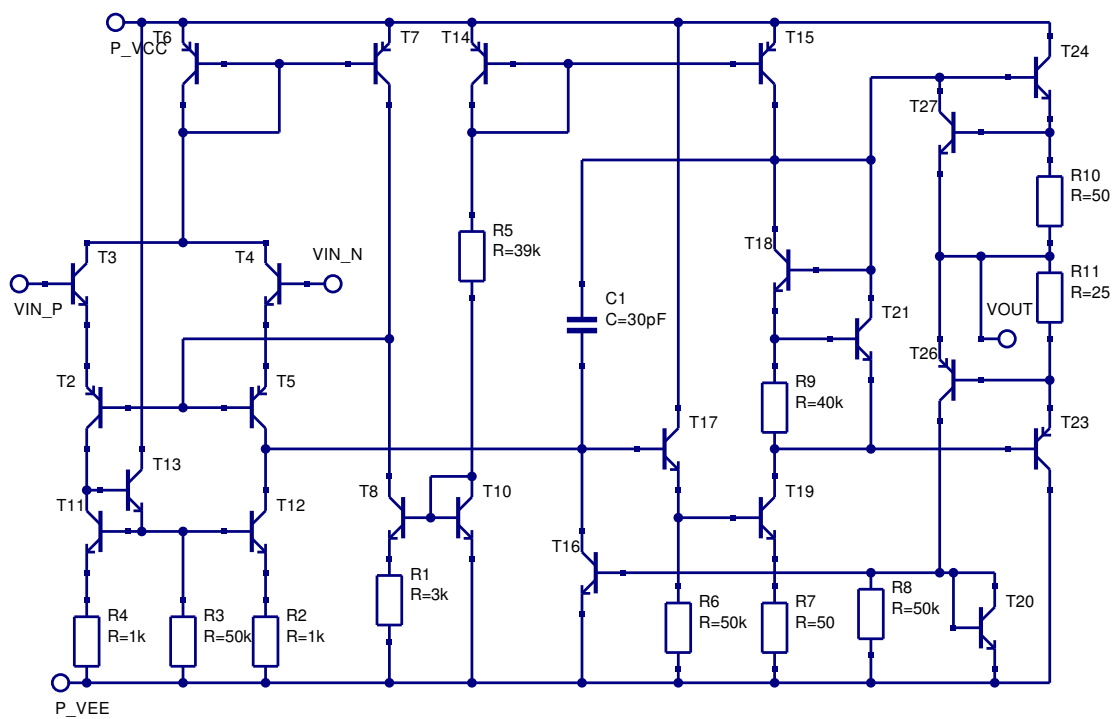 T6
T7
T14
T15
P_VCC
T24
T27
R10
R=50
T3
T4
VIN_N
R5
R=39k
T18
VIN_P
C1
C=30pF
T21
VOUT
R11
R=25
T2
T5
T26
R9
R=40k
T17
T23
T13
T11
T12
T8
T10
T19
T16
R1
R=3k
R4
R=1k
R3
R=50k
R2
R=1k
R6
R=50k
R7
R=50
R8
R=50k
T20
P_VEE